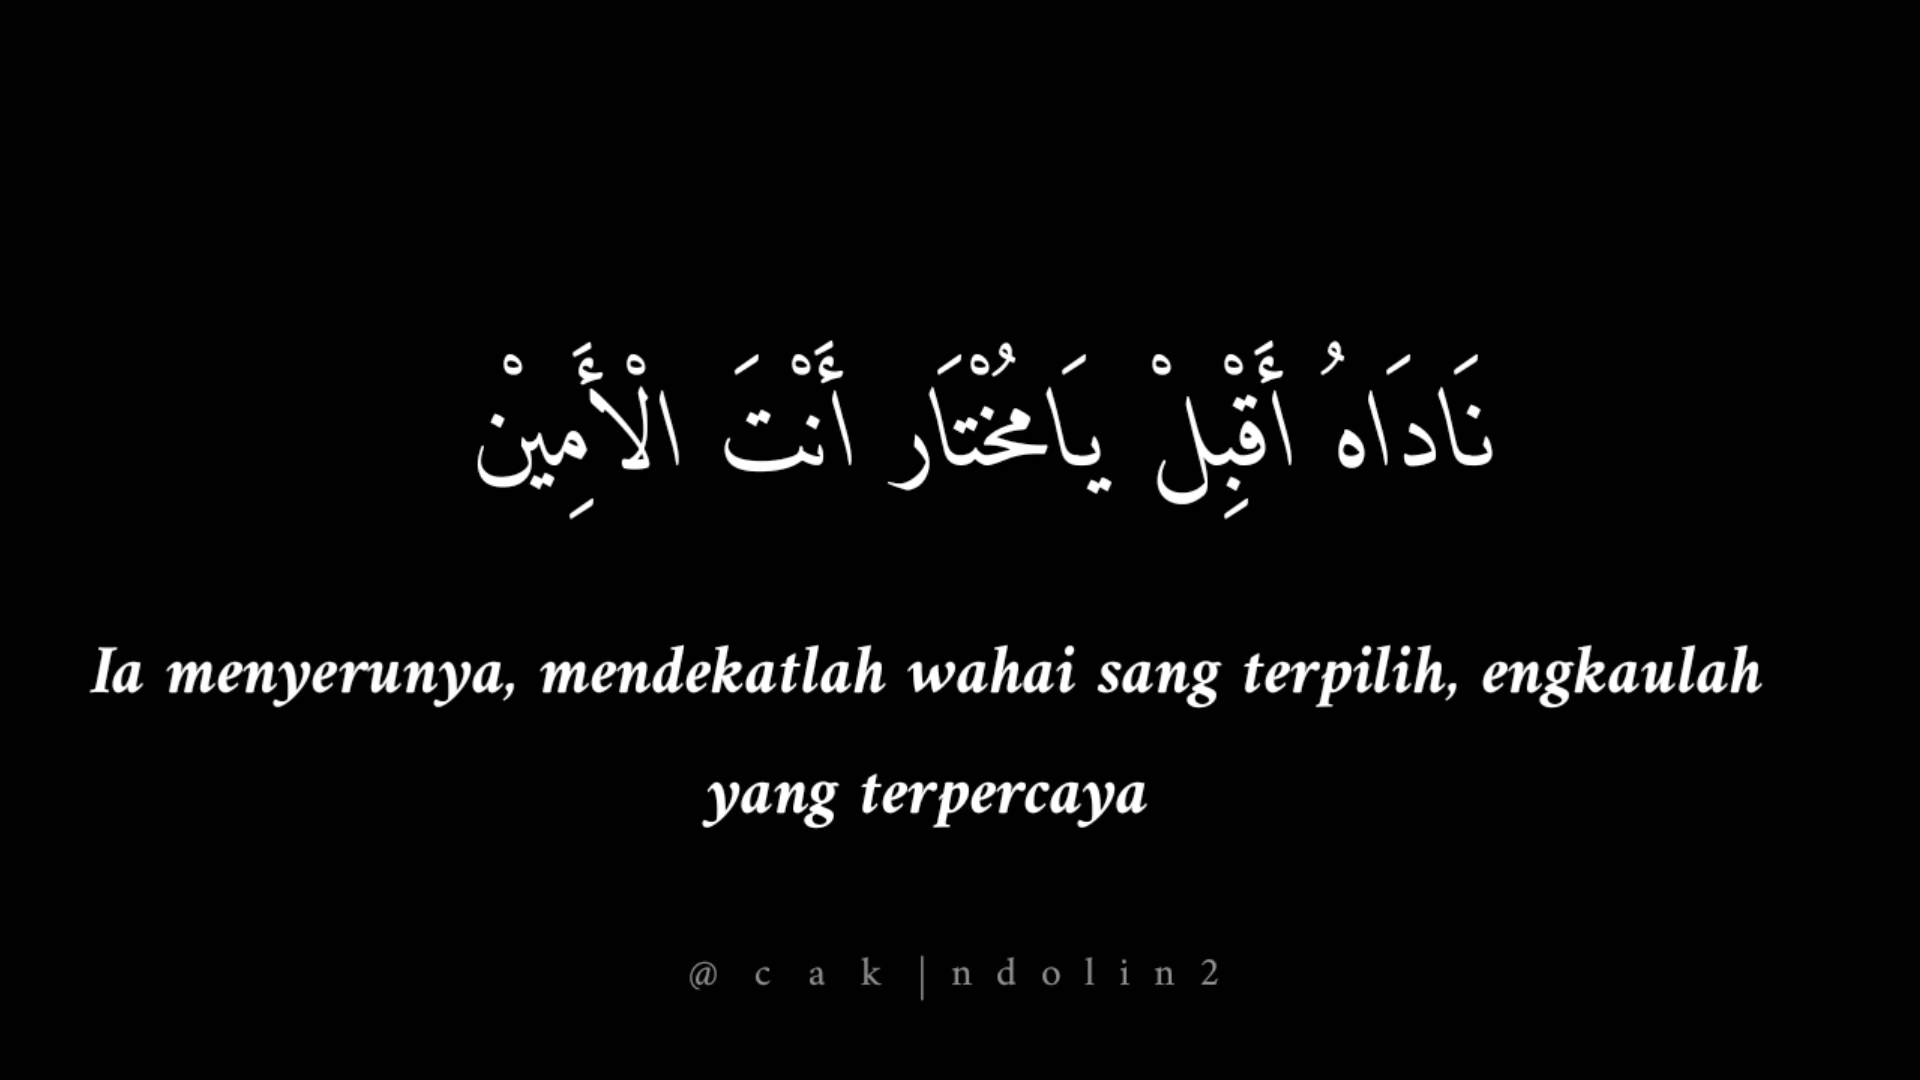 نَادَاهُ أَقْبِلْ يَامُخْتَار أَنْتَ الْأَمِيْن
Ia menyerunya, mendekatlah wahai sang terpilih, engkaulah
yang terpercaya
@ c a k | n d o l i n 2